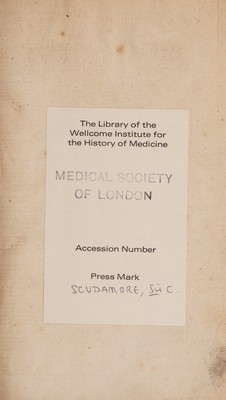 The Library of the
Wellcome Institute for
the History of Medicine
MEDICAL SOCIETY
OF LONDON
Accession Number
Press Mark
SCUDAMORE, Sir C.